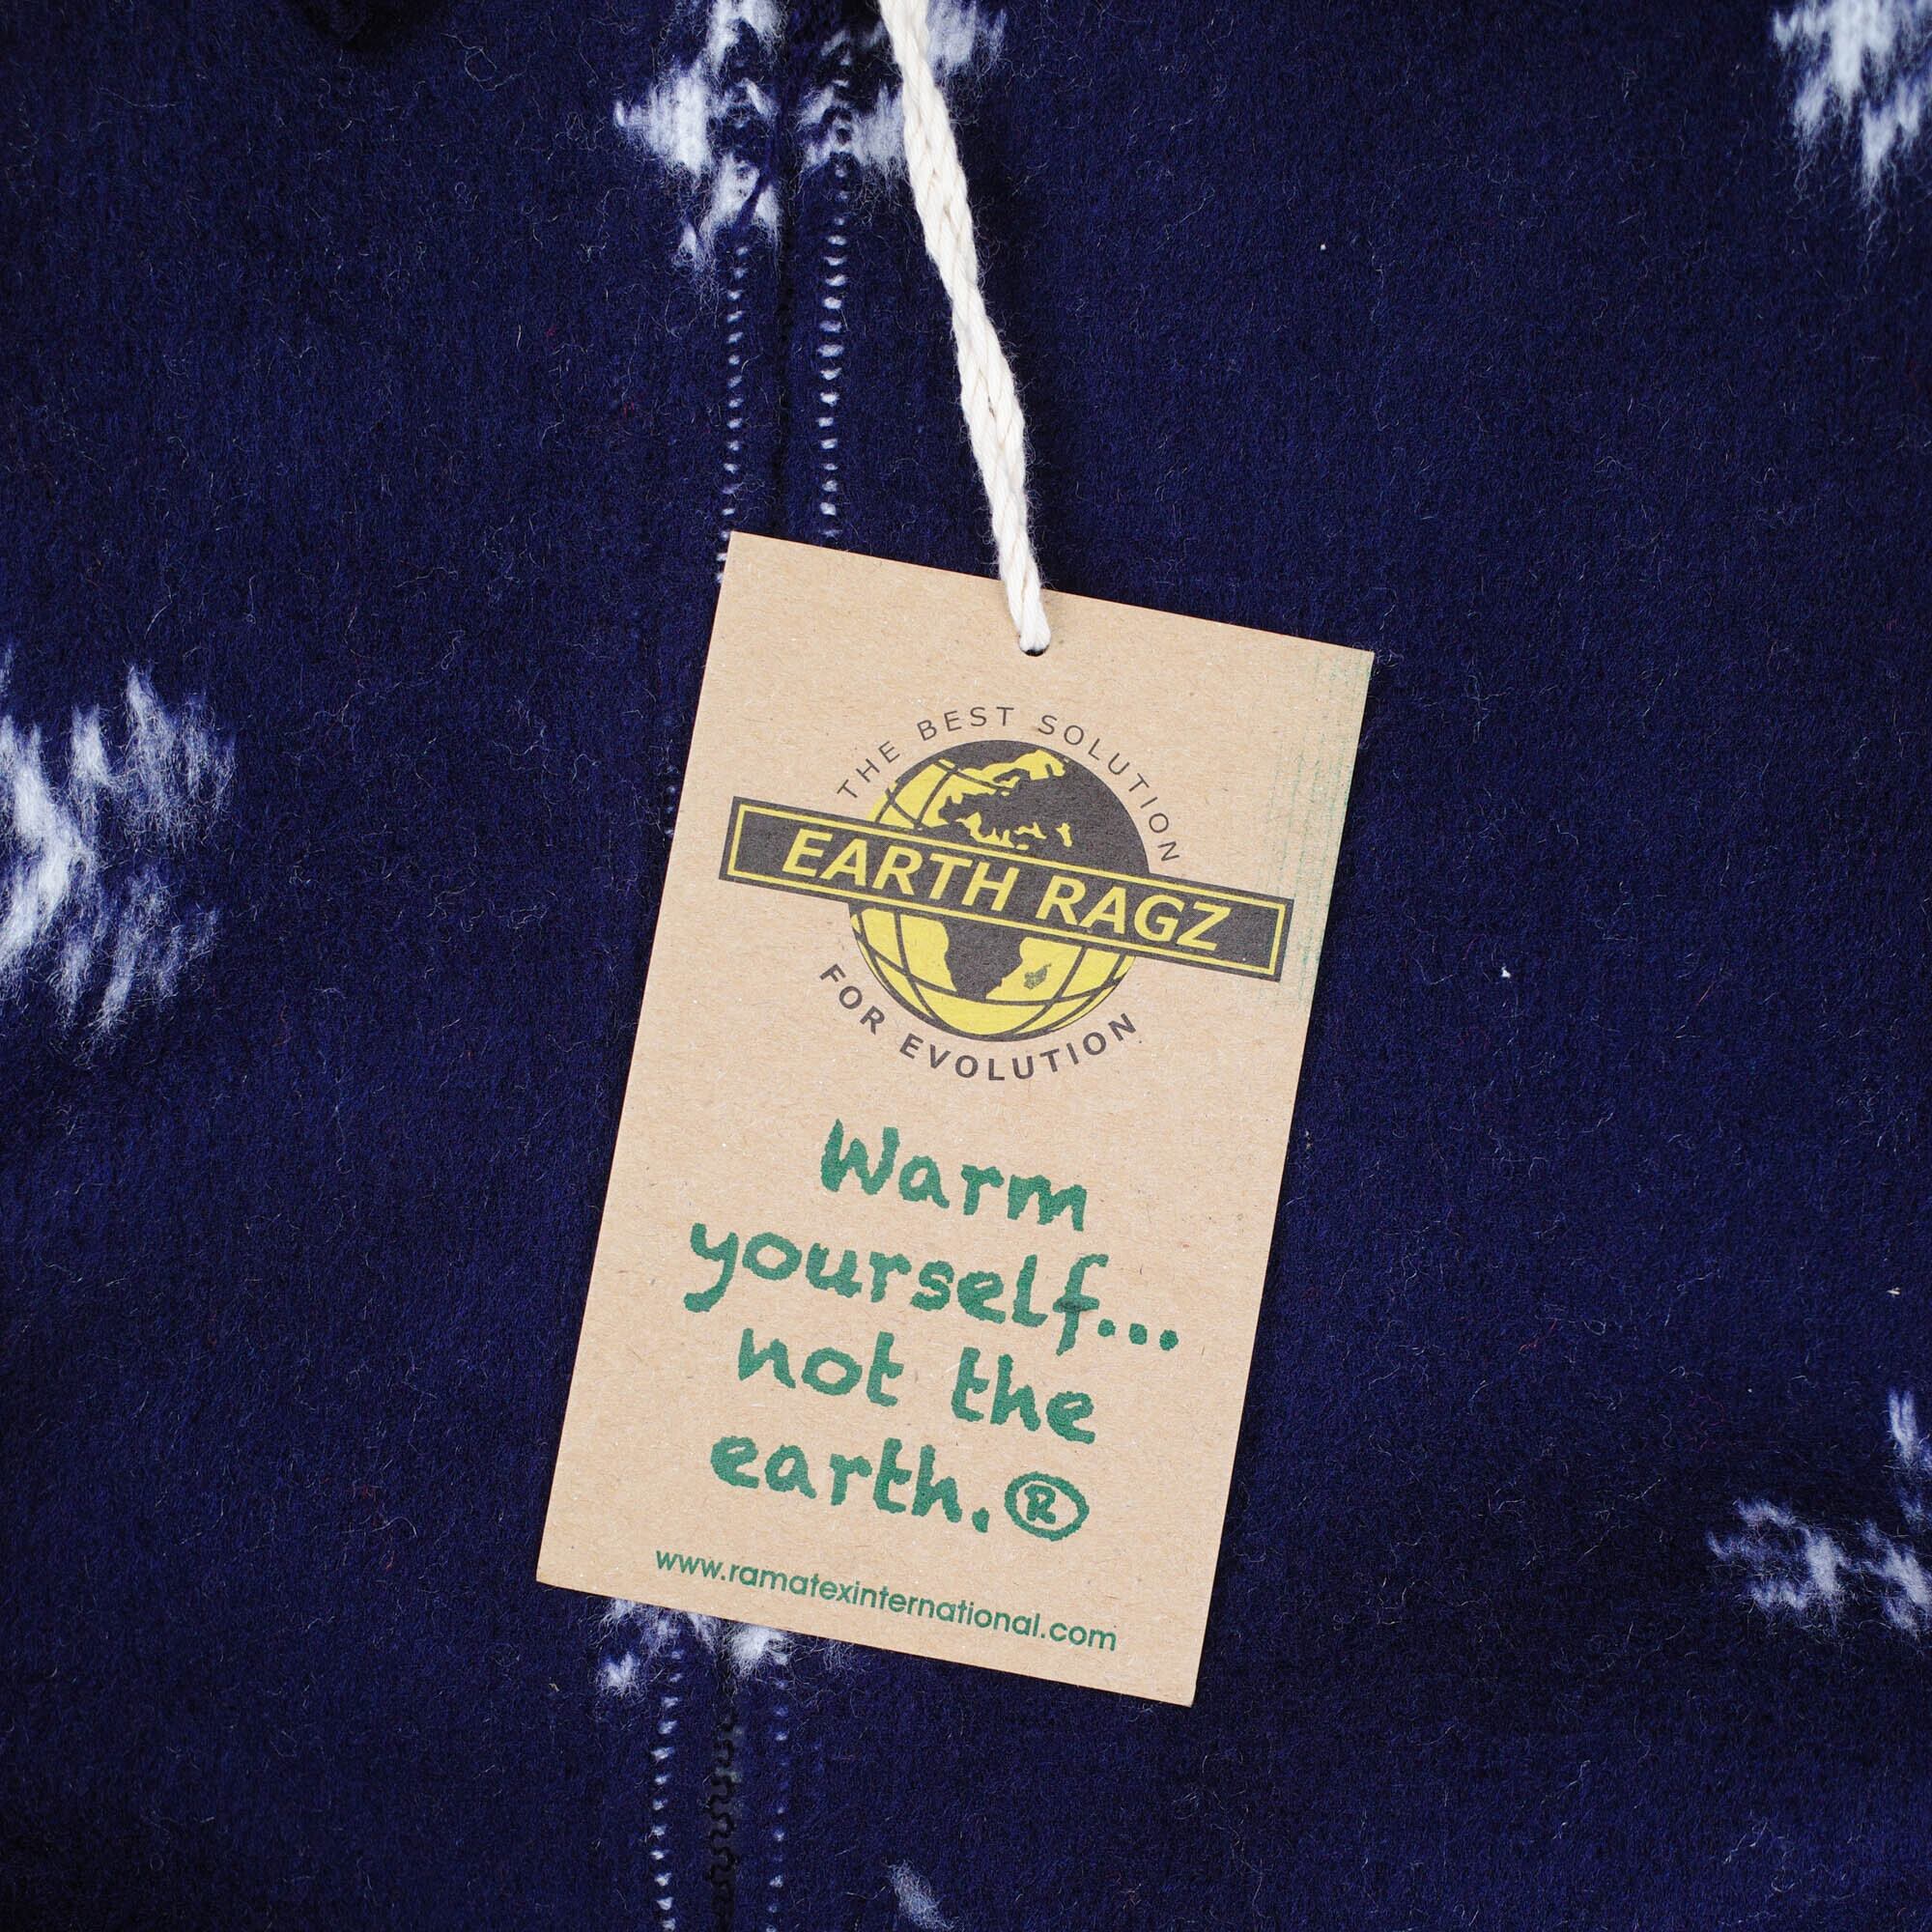 THE BEST SOLUTION
EARTH RAGZ
FOR EVOLUTION
Warm
yourself...
not the
earth.®
www.ramatexinternational.com